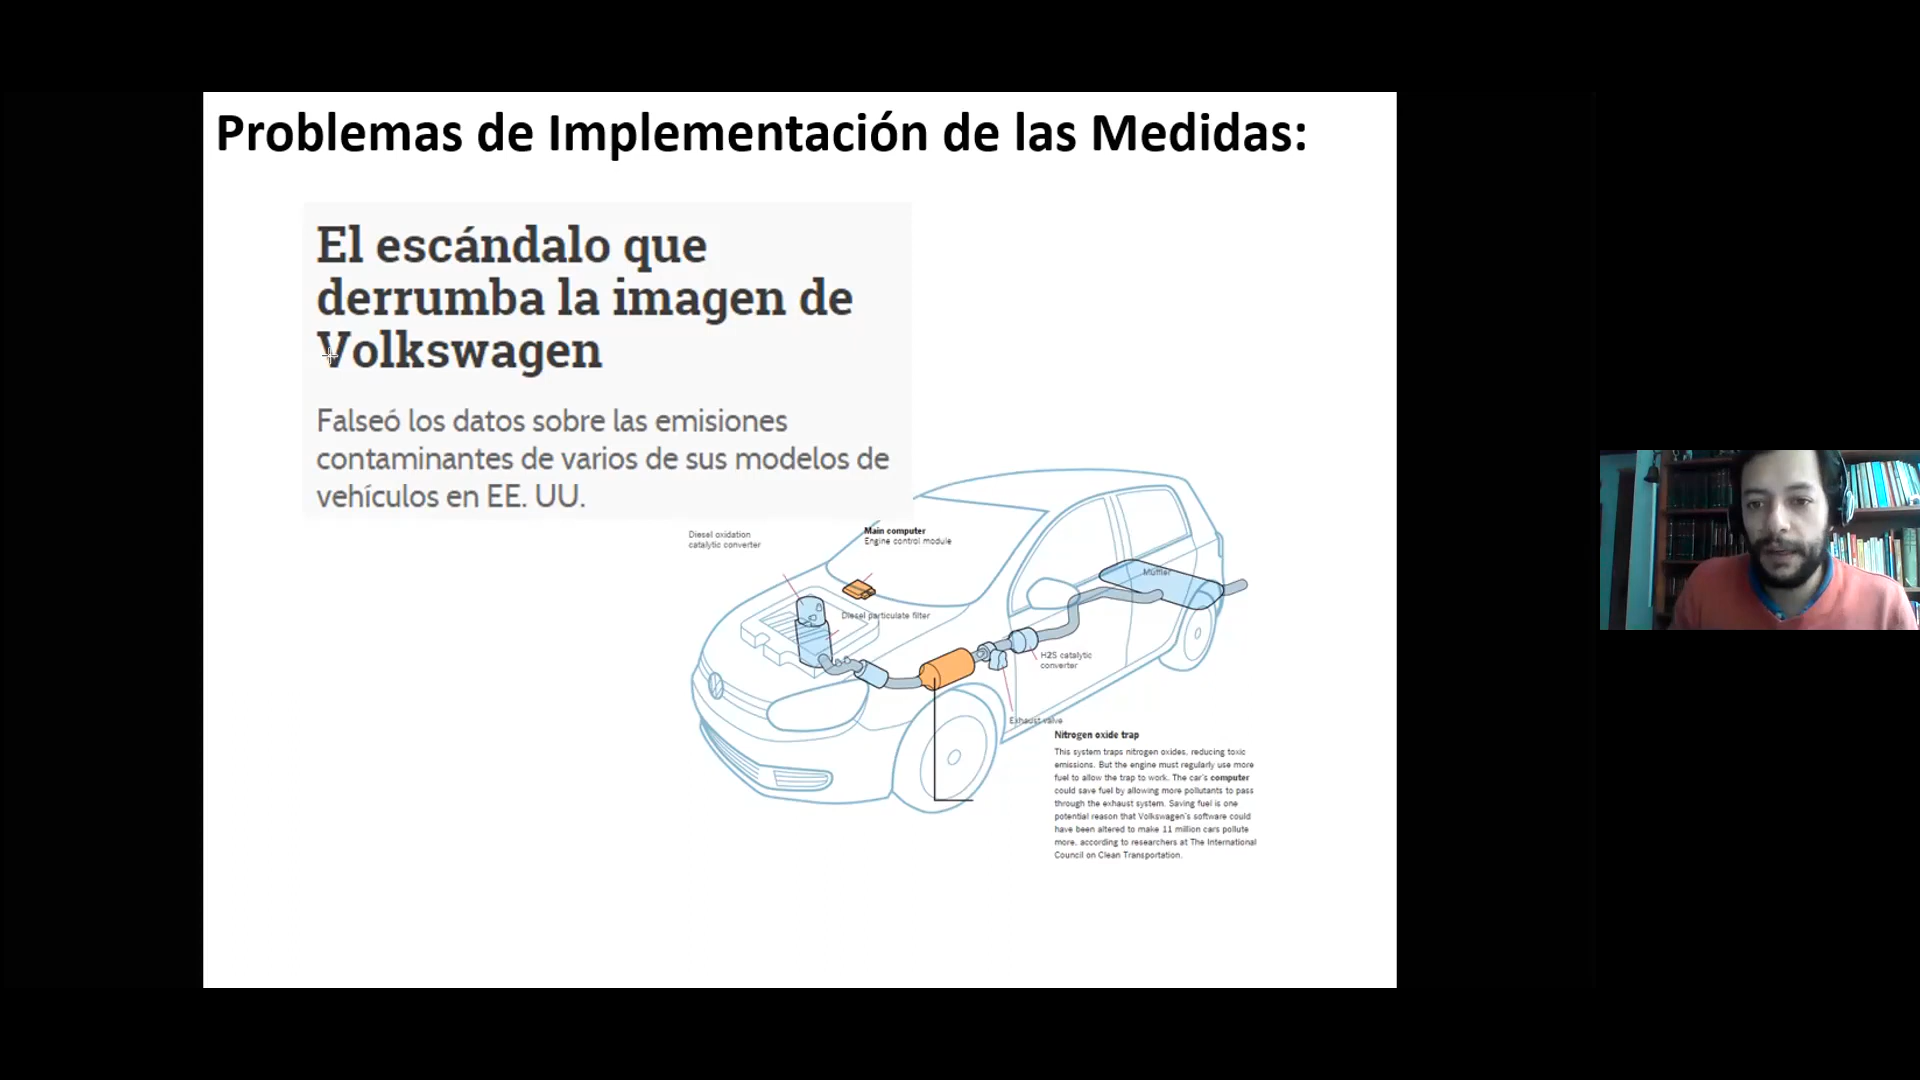 Problemas de Implementación de las Medidas:
El escándalo que
derrumba la imagen de
Volkswagen
Falseó los datos sobre las emisiones
contaminantes de varios de sus modelos de
vehículos en EE. UU.
Diesel oxidation
catalytic converter
Main computer
Engine control module
Muffler
Diesel particulate filter
H2S catalytic
converter
Exhaust valve
Nitrogen oxide trap
This system traps nitrogen oxides, reducing toxic
emissions. But the engine must regularly use more
fuel to allow the trap to work. The car's computer
could save fuel by allowing more pollutants to pass
through the exhaust system. Saving fuel is one
potential reason that Volkswagen's software could
have been altered to make 11 million cars pollute
more, according to researchers at The International
Council on Clean Transportation.